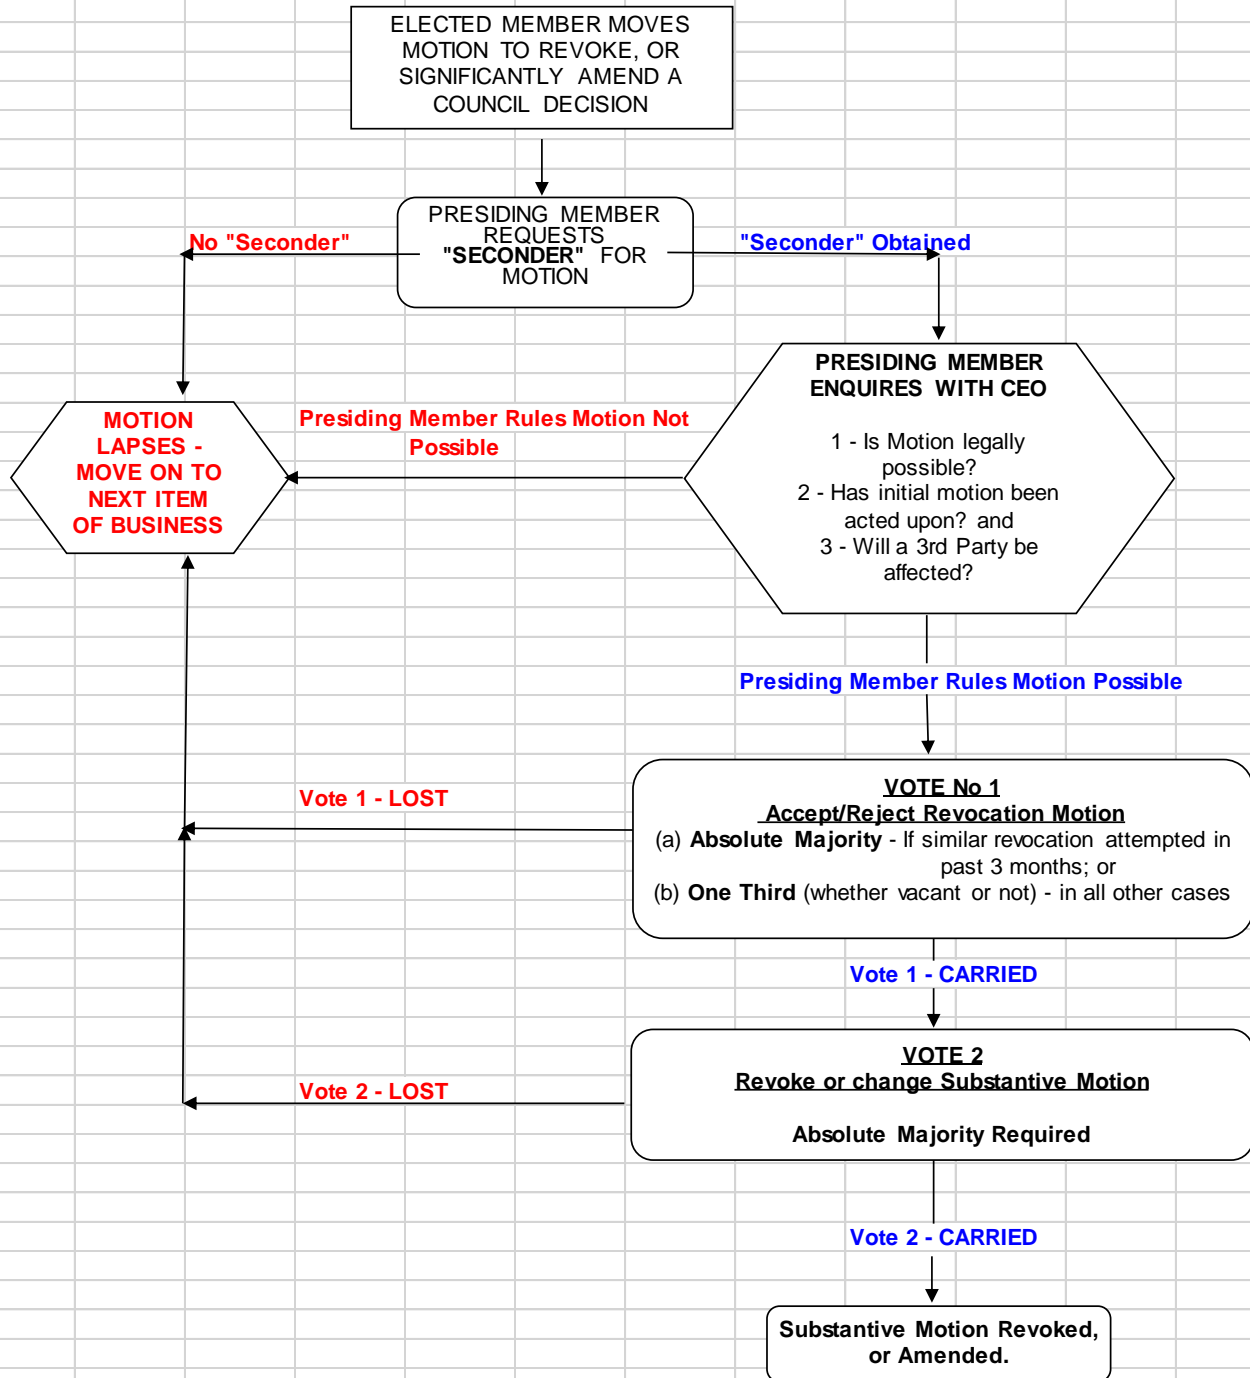 ELECTED MEMBER MOVES
MOTION TO REVOKE, OR
SIGNIFICANTLY AMEND A
COUNCIL DECISION
PRESIDING MEMBER
REQUESTS
"SECONDER" FOR
MOTION
No "Seconder"
"Seconder" Obtained
PRESIDING MEMBER
ENQUIRES WITH CEO
1 - Is Motion legally
possible?
2 - Has initial motion been
acted upon? and
3 - Will a 3rd Party be
affected?
Presiding Member Rules Motion Not
Possible
MOTION
LAPSES -
MOVE ON TO
NEXT ITEM
OF BUSINESS
Presiding Member Rules Motion Possible
VOTE No 1
Accept/Reject Revocation Motion
(a) Absolute Majority - If similar revocation attempted in
past 3 months; or
(b) One Third (whether vacant or not) - in all other cases
Vote 1 - LOST
Vote 1 - CARRIED
VOTE 2
Revoke or change Substantive Motion
Absolute Majority Required
Vote 2 - LOST
Vote 2 - CARRIED
Substantive Motion Revoked,
or Amended.